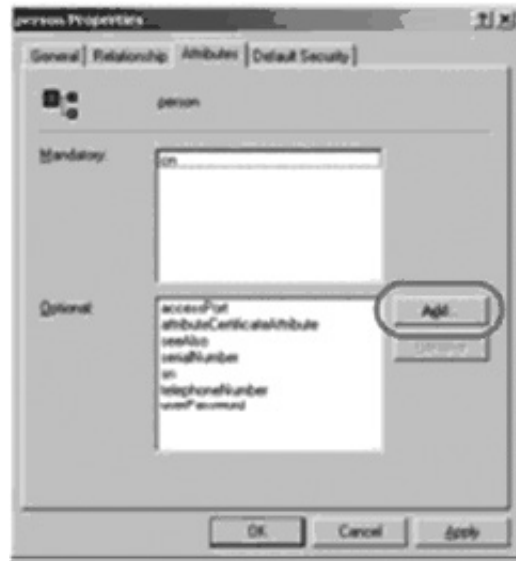 person Properties
? X
General Relationship Attributes Default Security
person
Mandatory:
cn
Optional:
accessPort
attributeCertificateAttribute
seeAlso
serialNumber
sn
telephoneNumber
userPassword
Add...
Remove
OK Cancel Apply